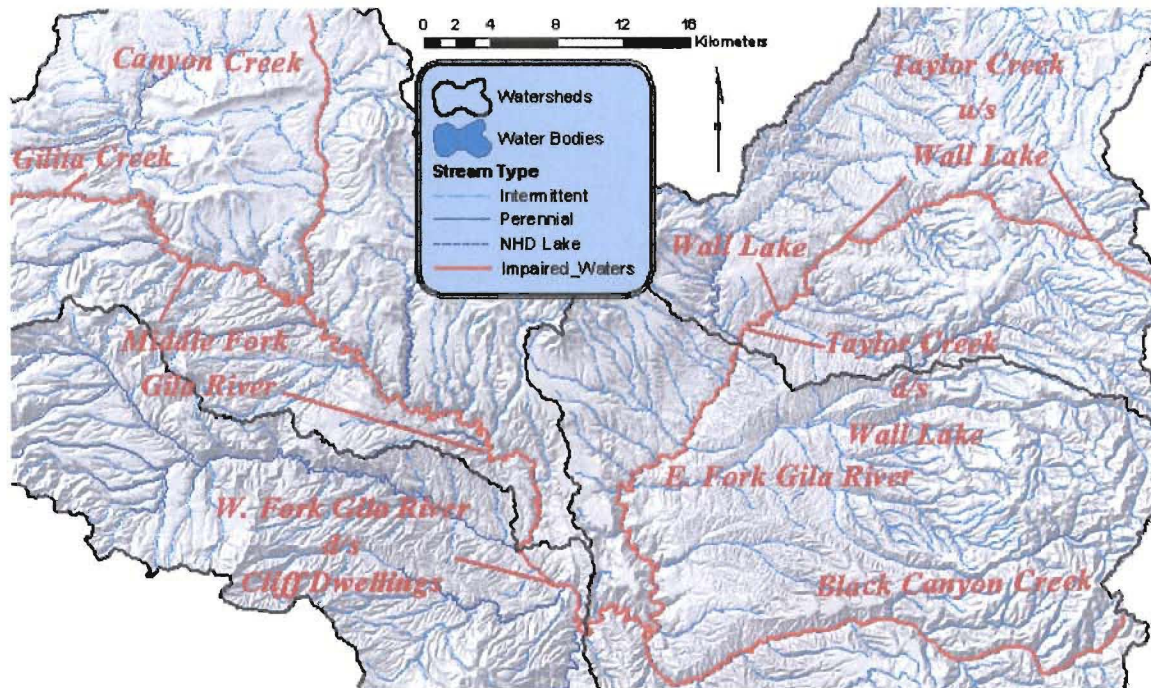 0 2 4 8 12 16
Kilometers
Watersheds
Water Bodies
Stream Type
Intermittent
Perennial
NHD Lake
Impaired_Waters
Canyon Creek
Gilita Creek
Middle Fork
Gila River
W. Fork Gila River
d/s
Cliff Dwellings
Taylor Creek
u/s
Wall Lake
Wall Lake
Taylor Creek
d/s
Wall Lake
E. Fork Gila River
Black Canyon Creek